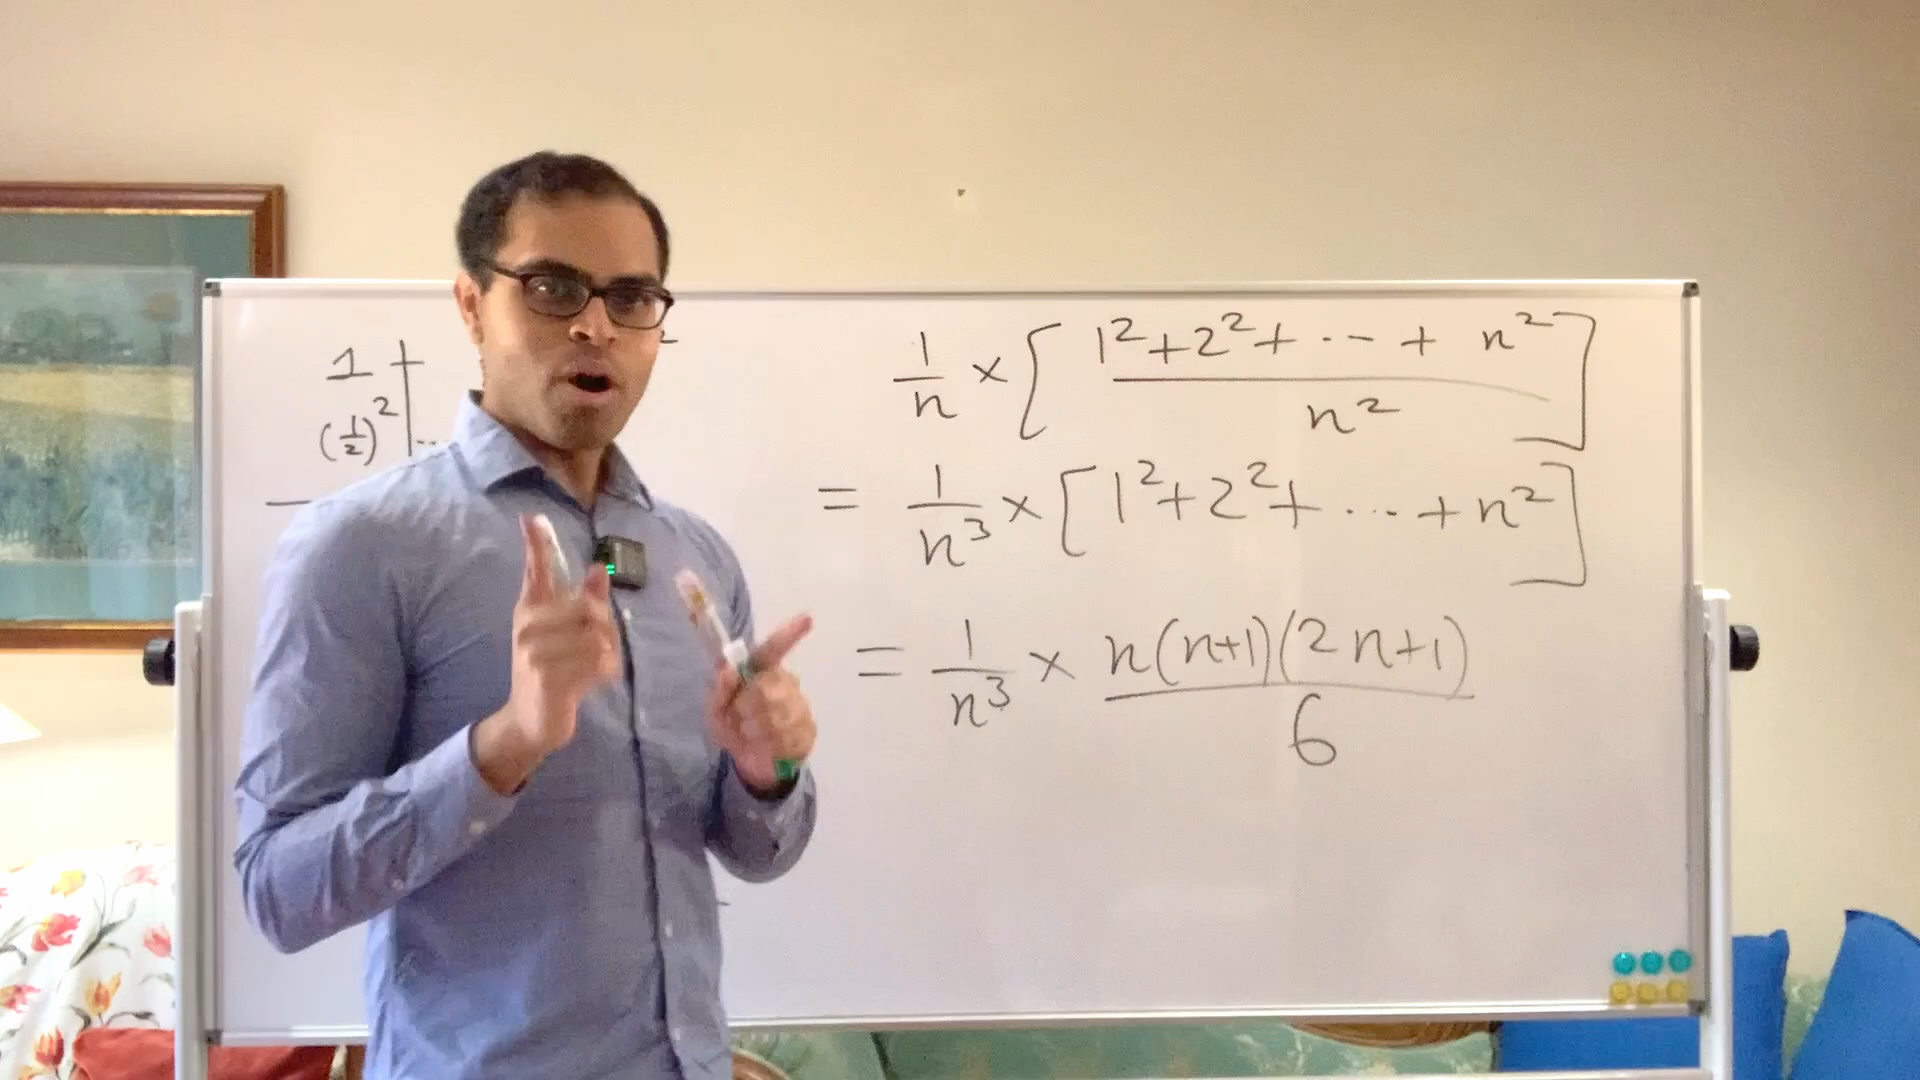 1
(1/2)² ...
1/n × [ (1²+2²+ ... + n²)/n² ]
= 1/n³ × [1²+2²+ ... + n²]
= 1/n³ × n(n+1)(2n+1)/6